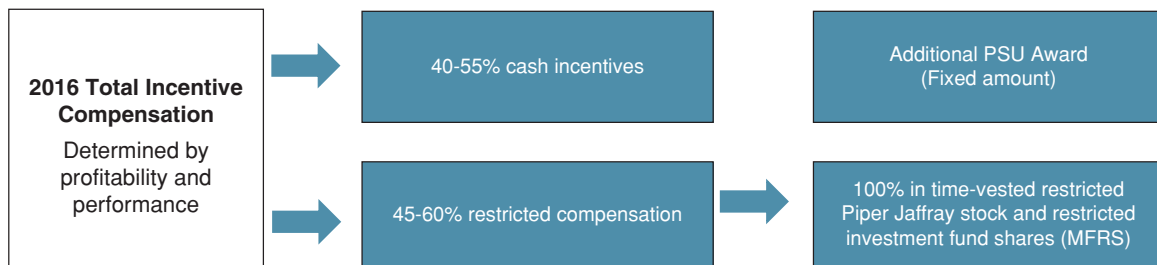 2016 Total Incentive
Compensation
Determined by
profitability and
performance
40-55% cash incentives
Additional PSU Award
(Fixed amount)
45-60% restricted compensation
100% in time-vested restricted
Piper Jaffray stock and restricted
investment fund shares (MFRS)